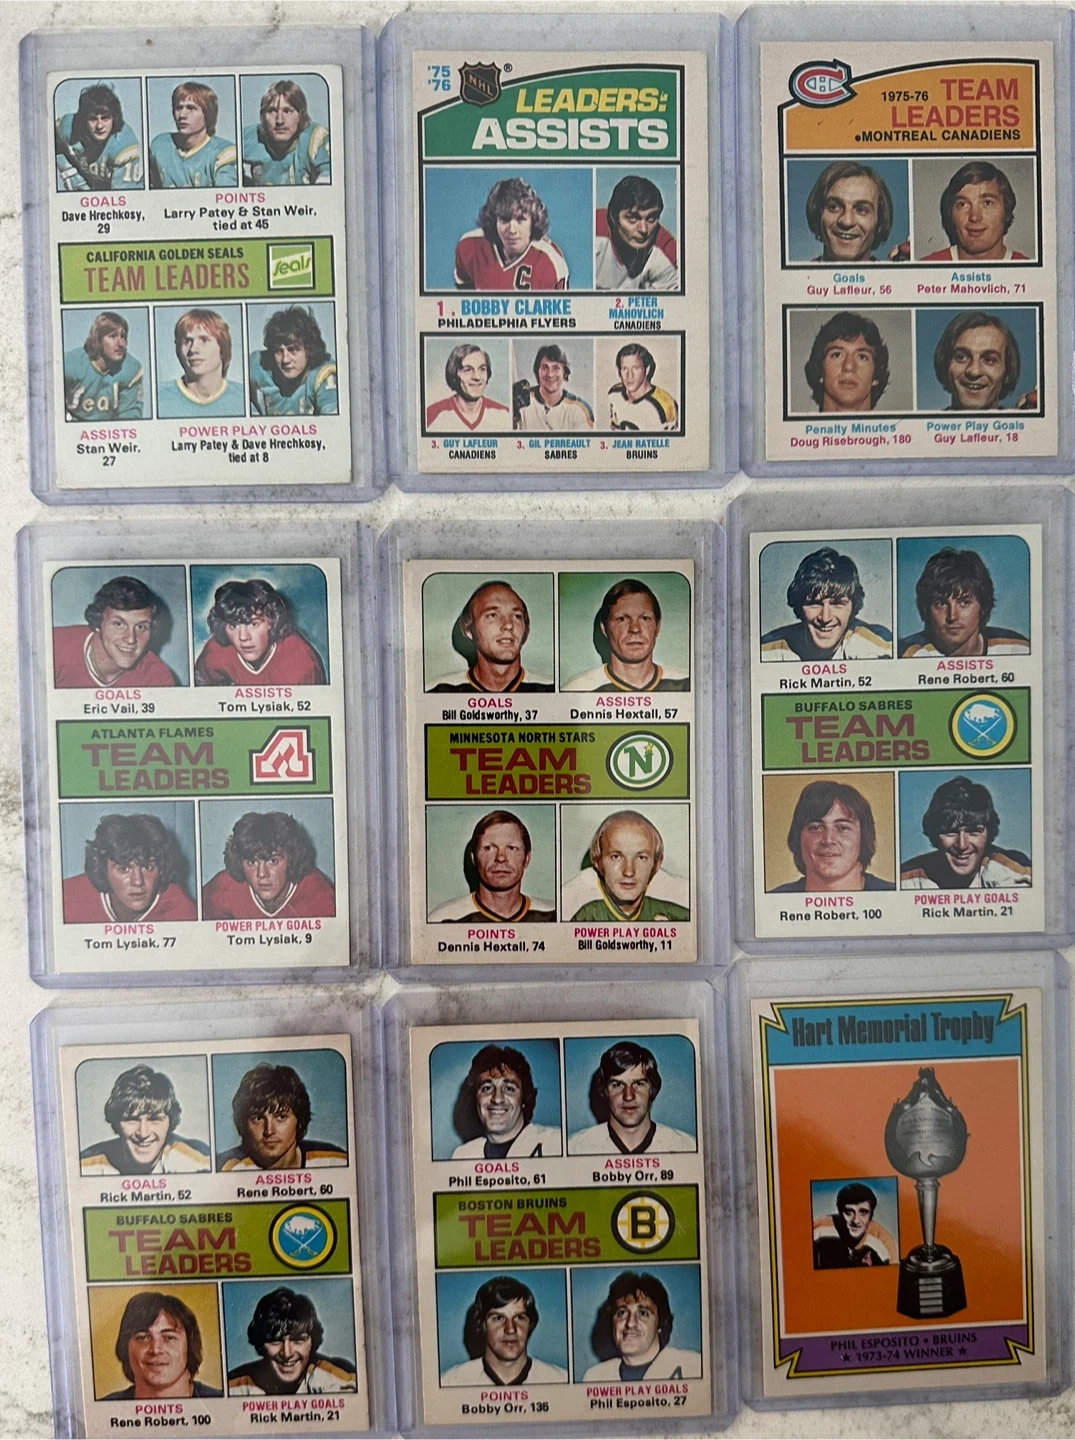 GOALS
Dave Hrechkosy,
29
POINTS
Larry Patey & Stan Weir,
tied at 45
CALIFORNIA GOLDEN SEALS
TEAM LEADERS
Seals
ASSISTS
Stan Weir,
27
POWER PLAY GOALS
Larry Patey & Dave Hrechkosy,
tied at 8
'75
'76
NHL
®
LEADERS:
ASSISTS
C
1. BOBBY CLARKE
PHILADELPHIA FLYERS
2. PETER
MAHOVLICH
CANADIENS
3. GUY LAFLEUR
CANADIENS
3. GIL PERREAULT
SABRES
3. JEAN RATELLE
BRUINS
1975-76 TEAM
LEADERS
•MONTREAL CANADIENS
Goals
Guy Lafleur, 56
Assists
Peter Mahovlich, 71
Penalty Minutes
Doug Risebrough, 180
Power Play Goals
Guy Lafleur, 18
GOALS
Eric Vail, 39
ASSISTS
Tom Lysiak, 52
ATLANTA FLAMES
TEAM
LEADERS
POINTS
Tom Lysiak, 77
POWER PLAY GOALS
Tom Lysiak, 9
GOALS
Bill Goldsworthy, 37
ASSISTS
Dennis Hextall, 57
MINNESOTA NORTH STARS
TEAM
LEADERS
N
POINTS
Dennis Hextall, 74
POWER PLAY GOALS
Bill Goldsworthy, 11
GOALS
Rick Martin, 52
ASSISTS
Rene Robert, 60
BUFFALO SABRES
TEAM
LEADERS
POINTS
Rene Robert, 100
POWER PLAY GOALS
Rick Martin, 21
GOALS
Rick Martin, 52
ASSISTS
Rene Robert, 60
BUFFALO SABRES
TEAM
LEADERS
POINTS
Rene Robert, 100
POWER PLAY GOALS
Rick Martin, 21
A
GOALS
Phil Esposito, 61
ASSISTS
Bobby Orr, 89
BOSTON BRUINS
TEAM
LEADERS
B
POINTS
Bobby Orr, 135
A
POWER PLAY GOALS
Phil Esposito, 27
Hart Memorial Trophy
PHIL ESPOSITO • BRUINS
★ 1973-74 WINNER ★